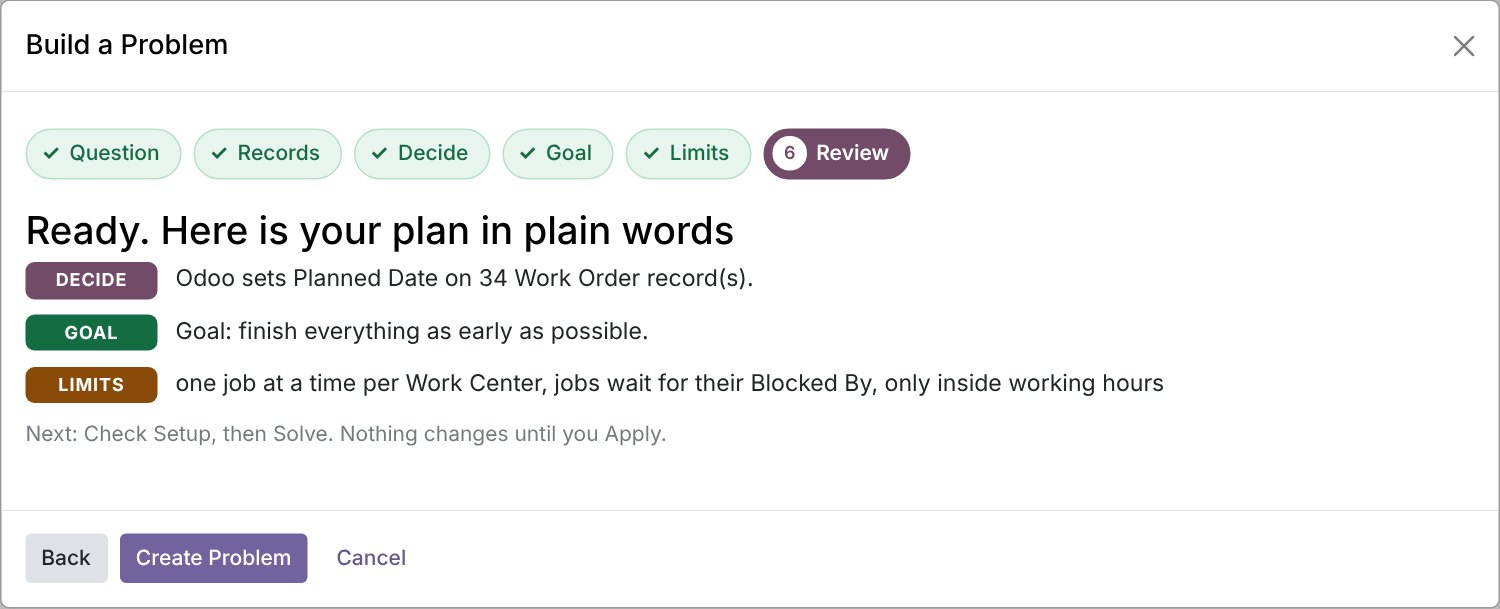 Build a Problem
Question
Records
Decide
Goal
Limits
6 Review
Ready. Here is your plan in plain words
DECIDE Odoo sets Planned Date on 34 Work Order record(s).
GOAL Goal: finish everything as early as possible.
LIMITS one job at a time per Work Center, jobs wait for their Blocked By, only inside working hours
Next: Check Setup, then Solve. Nothing changes until you Apply.
Back
Create Problem
Cancel